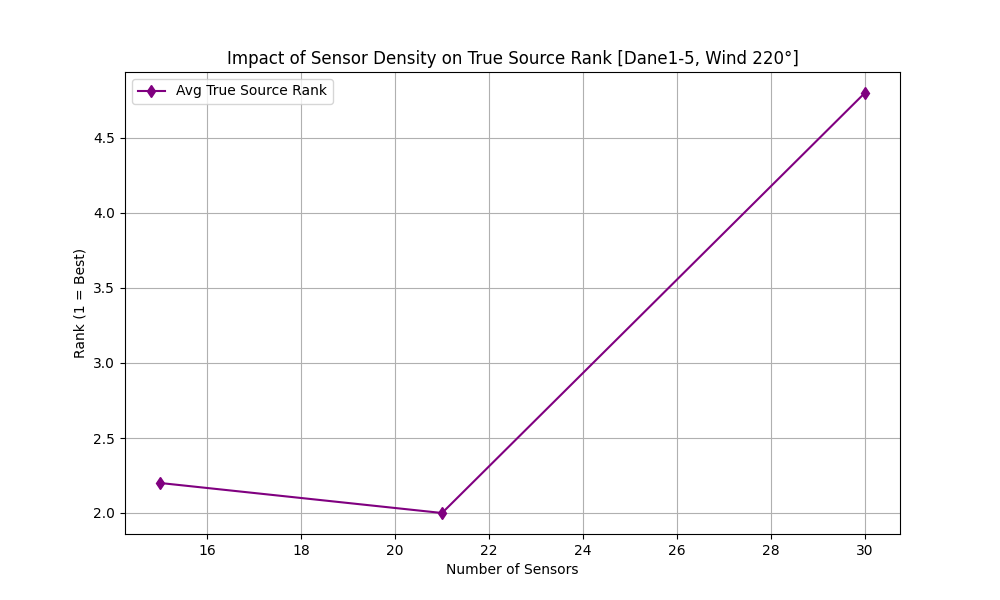 Impact of Sensor Density on True Source Rank [Dane1-5, Wind 220°]
Avg True Source Rank
Rank (1 = Best)
4.5
4.0
3.5
3.0
2.5
2.0
16 18 20 22 24 26 28 30
Number of Sensors